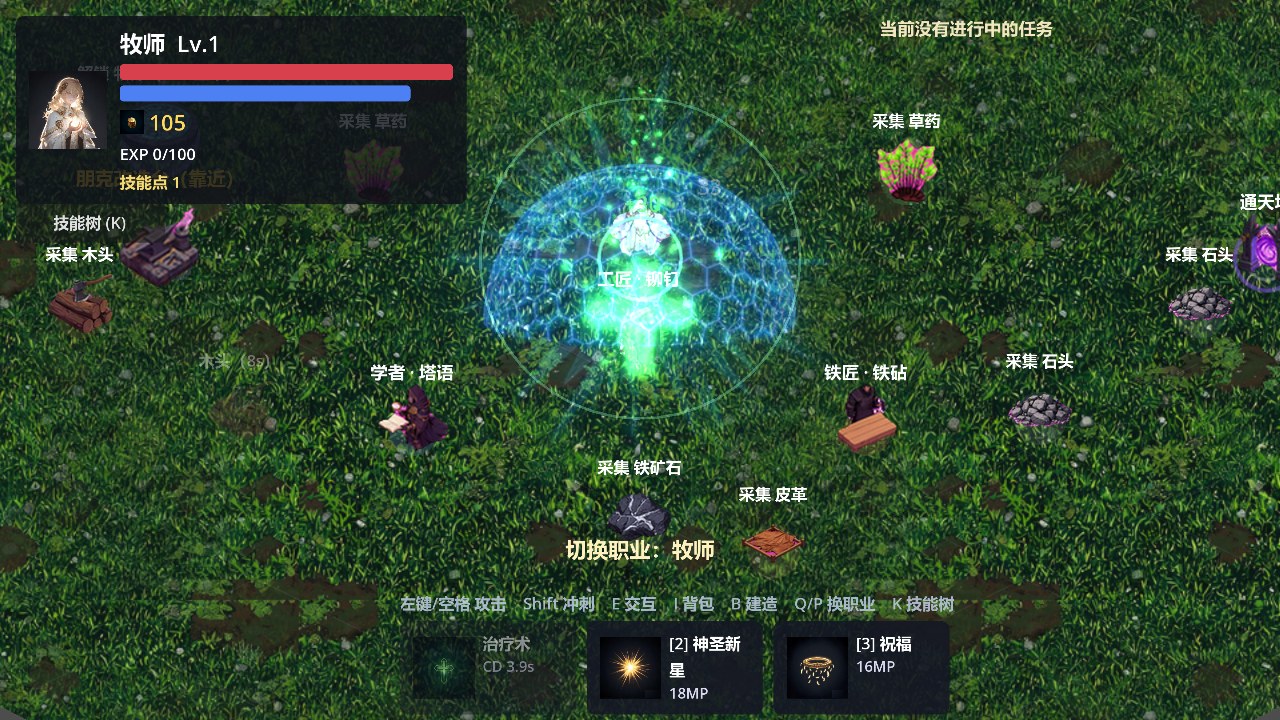 牧师 Lv.1
105
EXP 0/100
技能点 1
(靠近)
技能树 (K)
当前没有进行中的任务
采集 草药
采集 草药
采集 木头
采集 石头
工匠 · 铆钉
木头 (8s)
学者 · 塔语
铁匠 · 铁砧
采集 石头
采集 铁矿石
采集 皮革
切换职业：牧师
左键/空格 攻击 Shift 冲刺 E 交互 I 背包 B 建造 Q/P 换职业 K 技能树
治疗术
CD 3.9s
[2] 神圣新
星
18MP
[3] 祝福
16MP